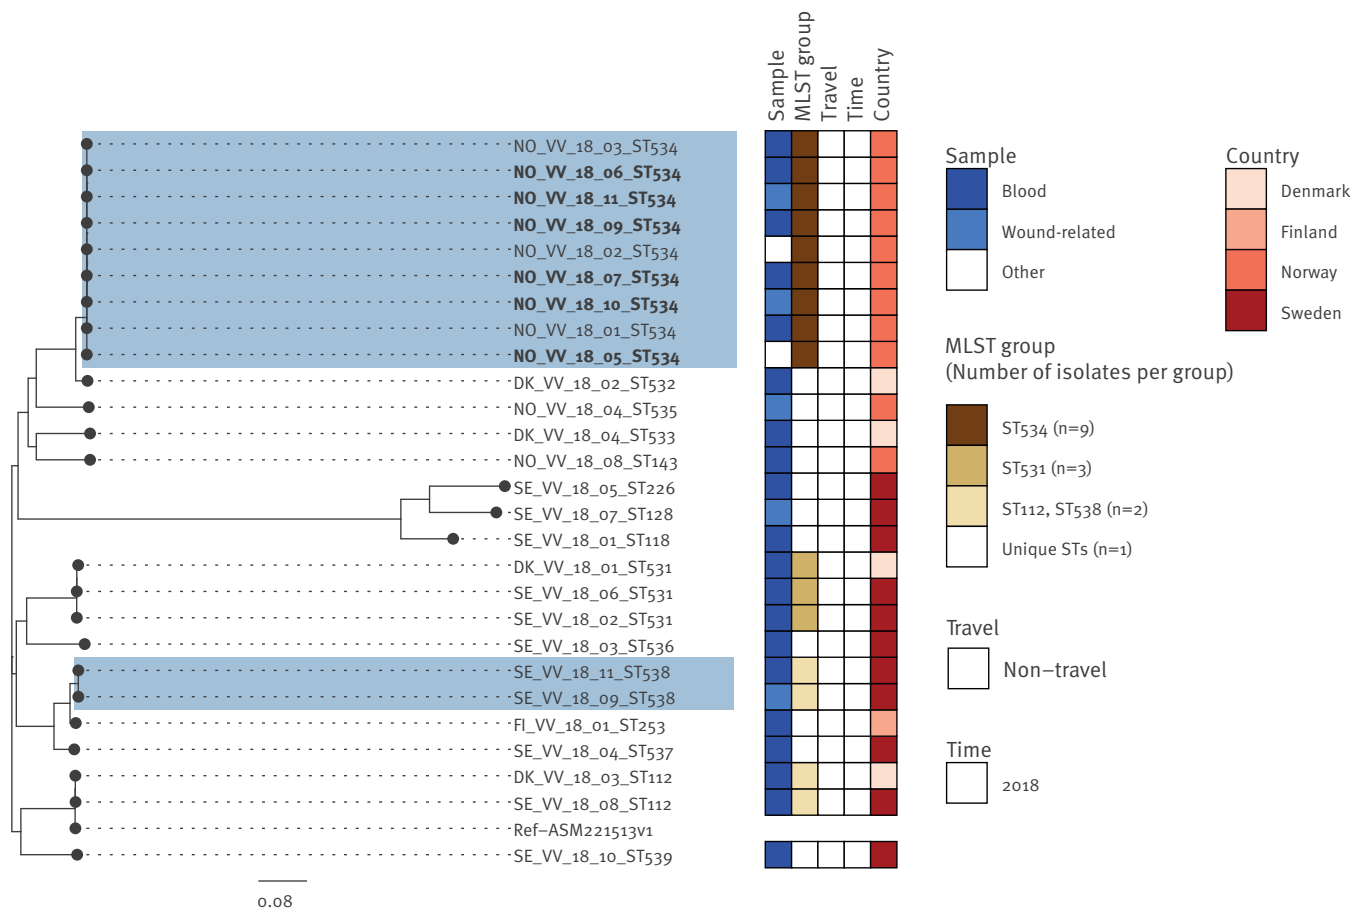 Sample
MLST group
Travel
Time
Country
NO_VV_18_03_ST534
NO_VV_18_06_ST534
NO_VV_18_11_ST534
NO_VV_18_09_ST534
NO_VV_18_02_ST534
NO_VV_18_07_ST534
NO_VV_18_10_ST534
NO_VV_18_01_ST534
NO_VV_18_05_ST534
DK_VV_18_02_ST532
NO_VV_18_04_ST535
DK_VV_18_04_ST533
NO_VV_18_08_ST143
SE_VV_18_05_ST226
SE_VV_18_07_ST128
SE_VV_18_01_ST118
DK_VV_18_01_ST531
SE_VV_18_06_ST531
SE_VV_18_02_ST531
SE_VV_18_03_ST536
SE_VV_18_11_ST538
SE_VV_18_09_ST538
FI_VV_18_01_ST253
SE_VV_18_04_ST537
DK_VV_18_03_ST112
SE_VV_18_08_ST112
Ref–ASM221513v1
SE_VV_18_10_ST539
0.08
Sample
Blood
Wound-related
Other
Country
Denmark
Finland
Norway
Sweden
MLST group
(Number of isolates per group)
ST534 (n=9)
ST531 (n=3)
ST112, ST538 (n=2)
Unique STs (n=1)
Travel
Non–travel
Time
2018